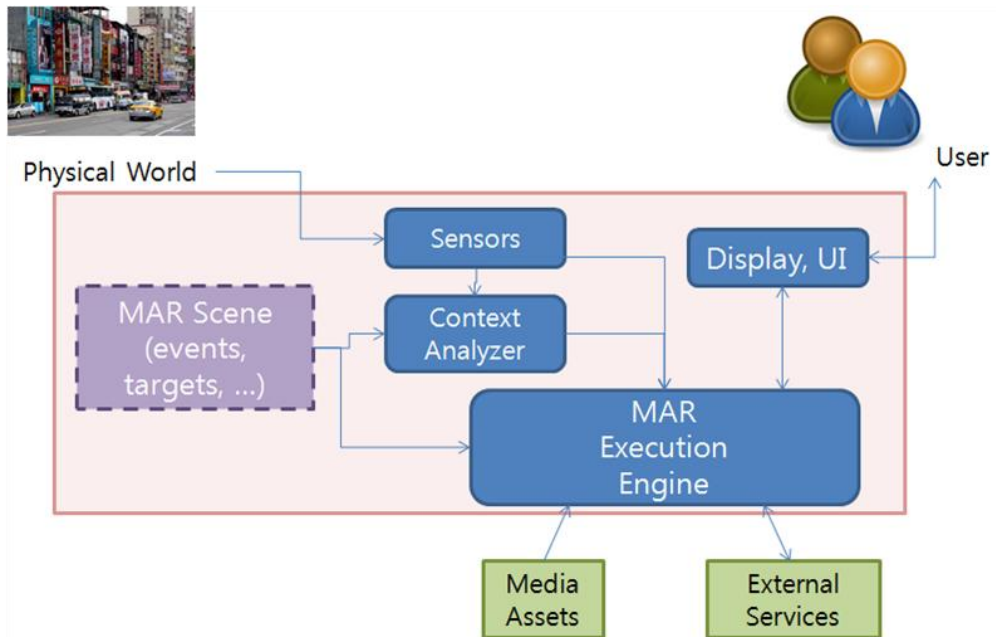 Physical World
User
Sensors
Display, UI
MAR Scene
(events,
targets, ...)
Context
Analyzer
MAR
Execution
Engine
Media
Assets
External
Services